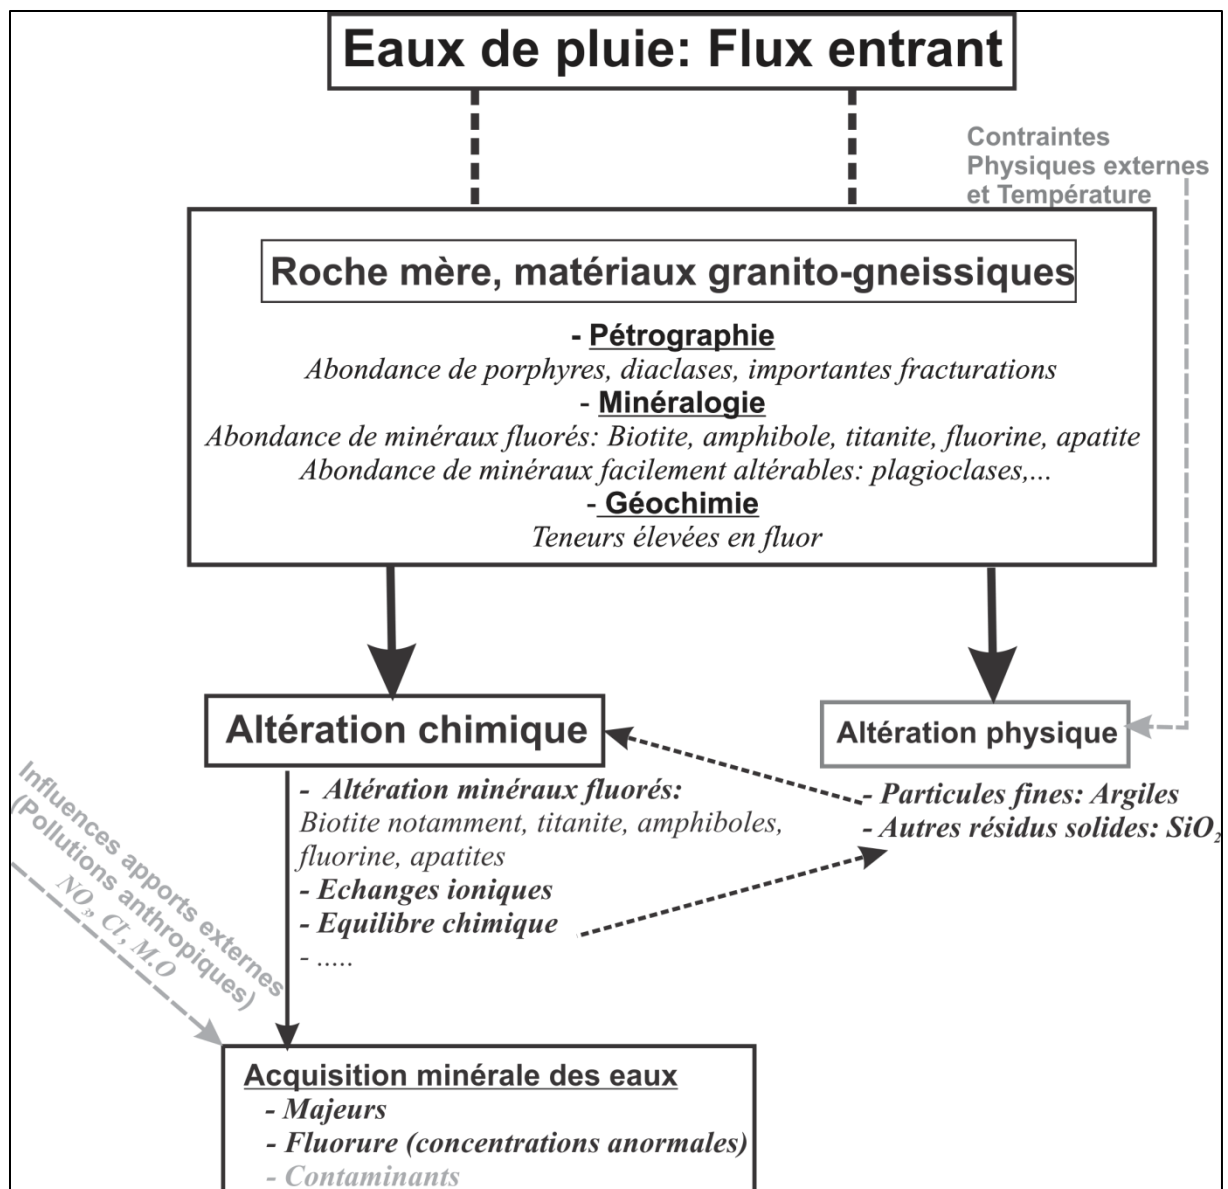 Eaux de pluie: Flux entrant
Contraintes
Physiques externes
et Température
Roche mère, matériaux granito-gneissiques
- Pétrographie
Abondance de porphyres, diaclases, importantes fracturations
- Minéralogie
Abondance de minéraux fluorés: Biotite, amphibole, titanite, fluorine, apatite
Abondance de minéraux facilement altérables: plagioclases,...
- Géochimie
Teneurs élevées en fluor
Altération chimique
Altération physique
- Altération minéraux fluorés:
Biotite notamment, titanite, amphiboles,
fluorine, apatites
- Echanges ioniques
- Equilibre chimique
- .....
- Particules fines: Argiles
- Autres résidus solides: SiO₂
Influences apports externes
(Pollutions anthropiques)
NO₃, Cl, M.O
Acquisition minérale des eaux
- Majeurs
- Fluorure (concentrations anormales)
- Contaminants